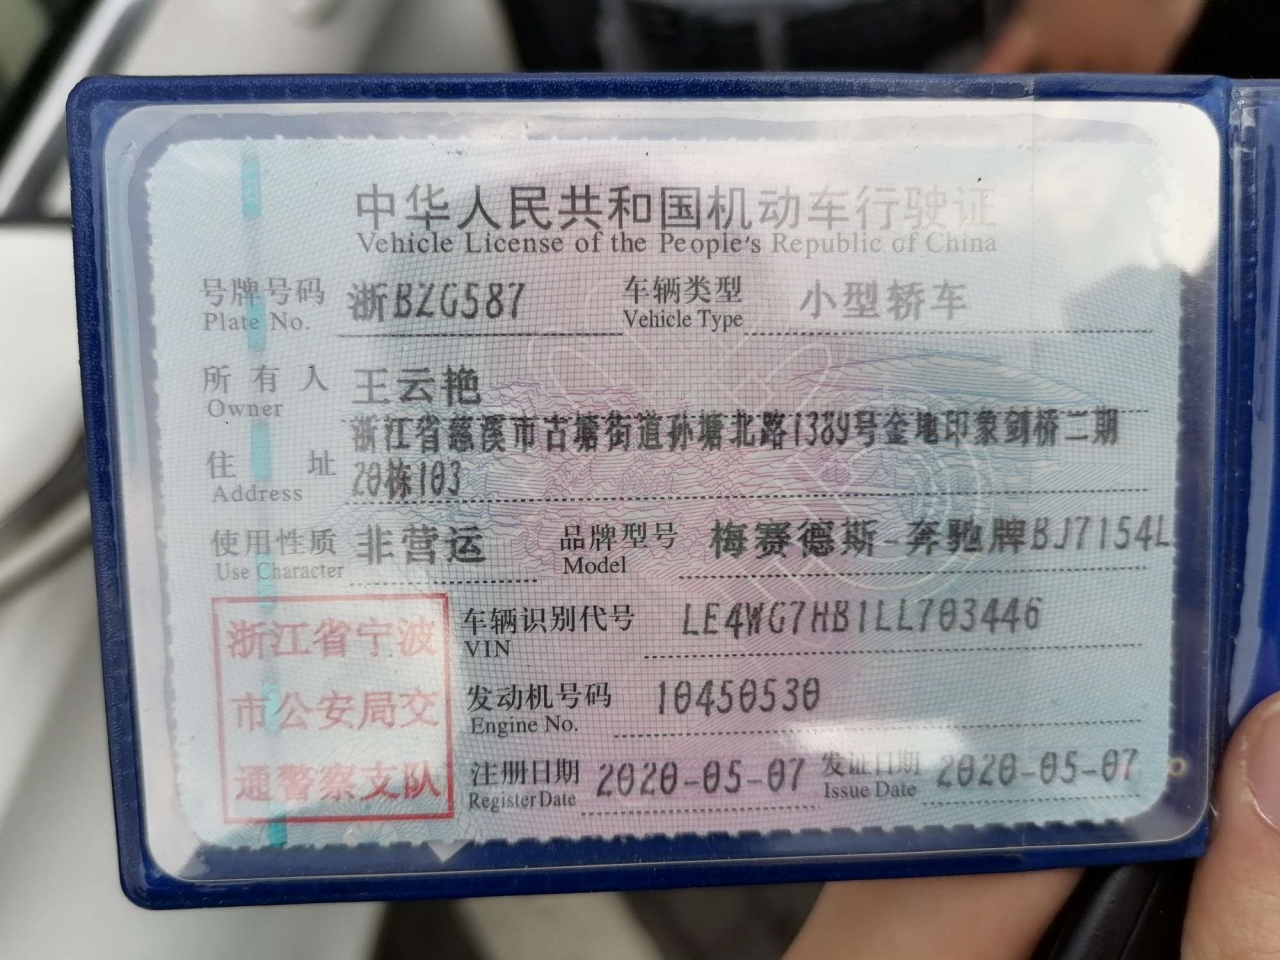 中华人民共和国机动车行驶证
Vehicle License of the People's Republic of China
号牌号码 浙BZG587 车辆类型 小型轿车
Plate No. Vehicle Type
所有人 王云艳
Owner
浙江省慈溪市古塘街道孙塘北路1389号金地印象剑桥二期
住址 20栋103
Address
使用性质 非营运 品牌型号 梅赛德斯-奔驰牌BJ7154L
Use Character Model
浙江省宁波
市公安局交
通警察支队
车辆识别代号 LE4WG7HB1LL703446
VIN
发动机号码 10450530
Engine No.
注册日期 2020-05-07 发证日期 2020-05-07
Register Date Issue Date